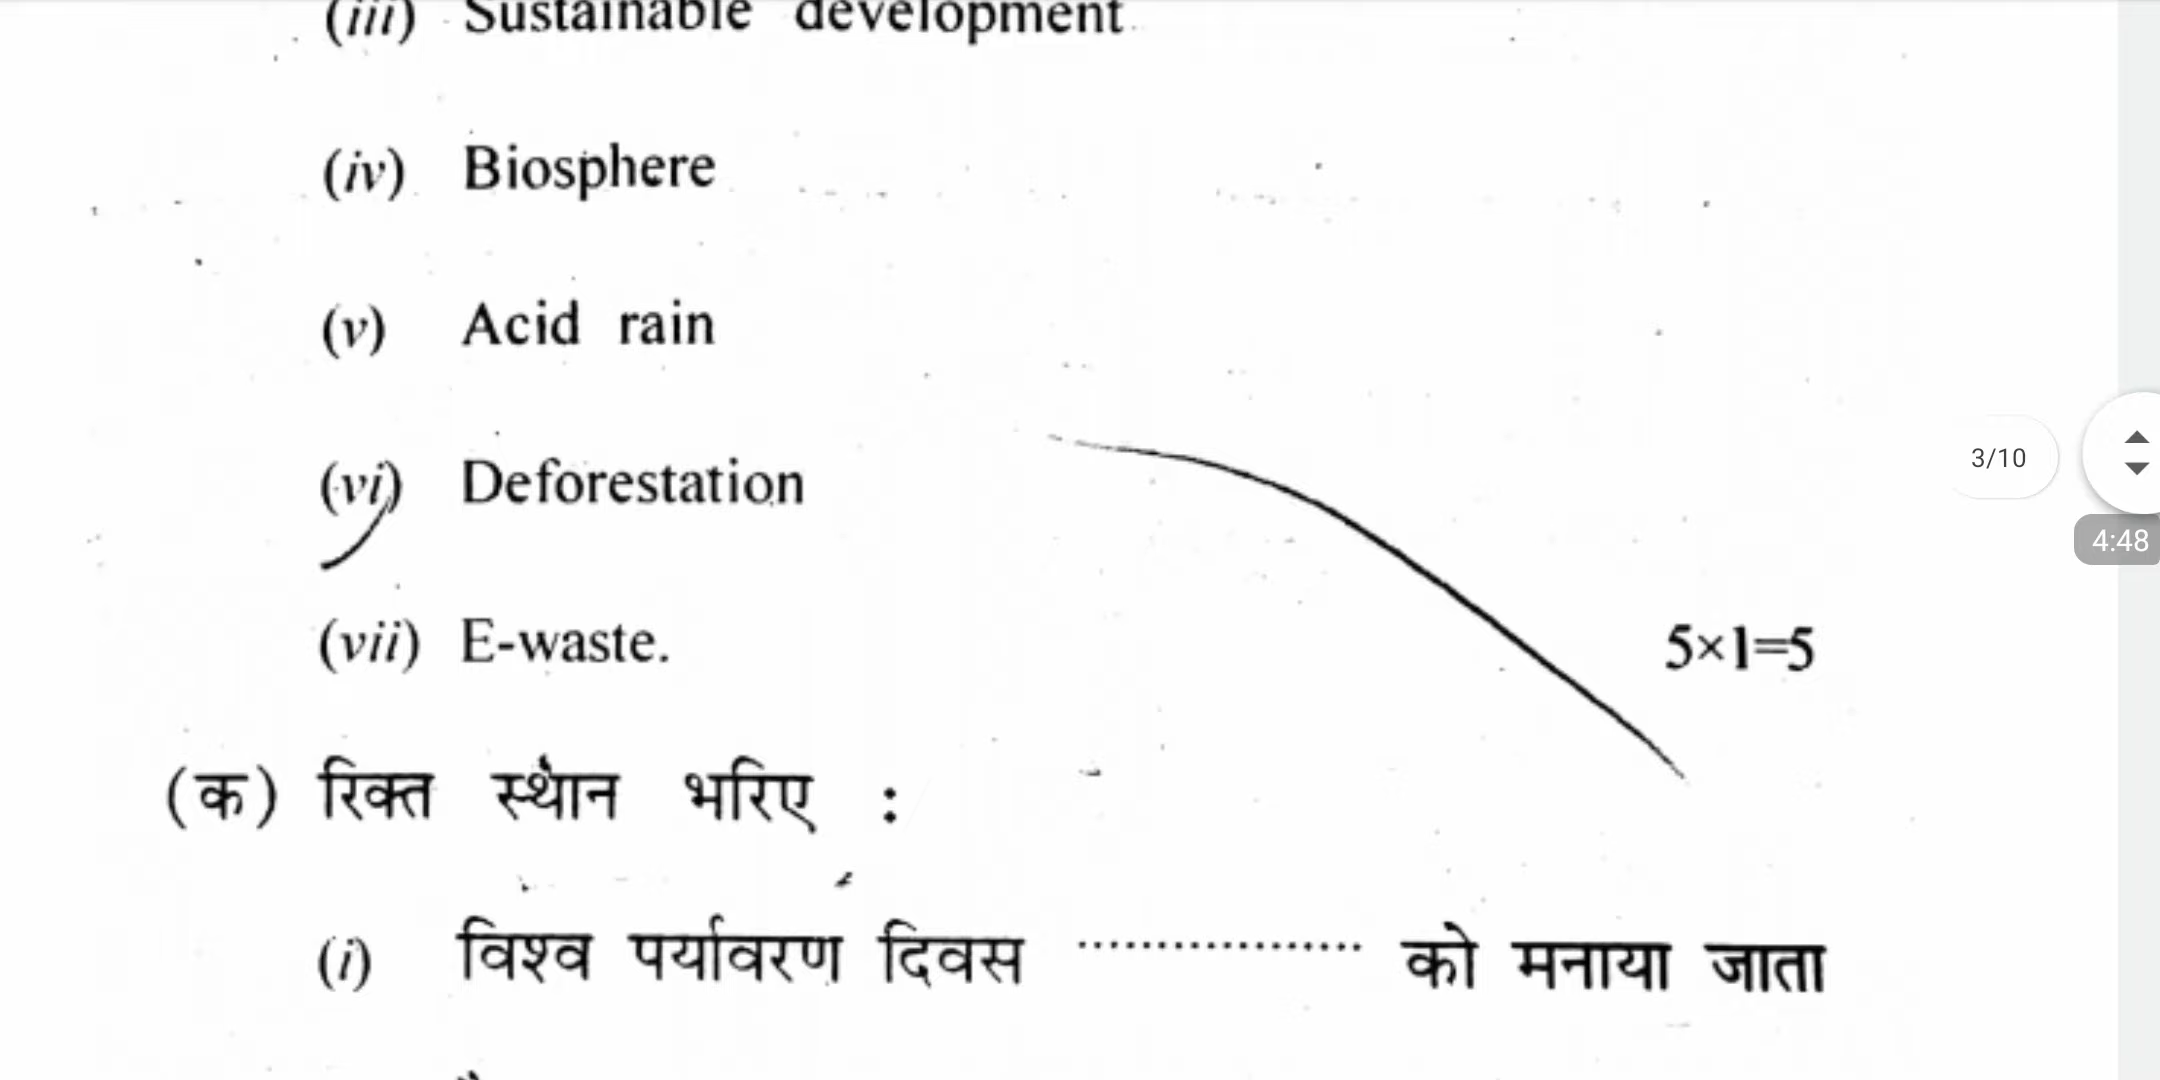 (iii) Sustainable development
(iv) Biosphere
(v) Acid rain
(vi) Deforestation
3/10
4:48
(vii) E-waste.
5×1=5
(क) रिक्त स्थान भरिए :
(i) विश्व पर्यावरण दिवस .................. को मनाया जाता